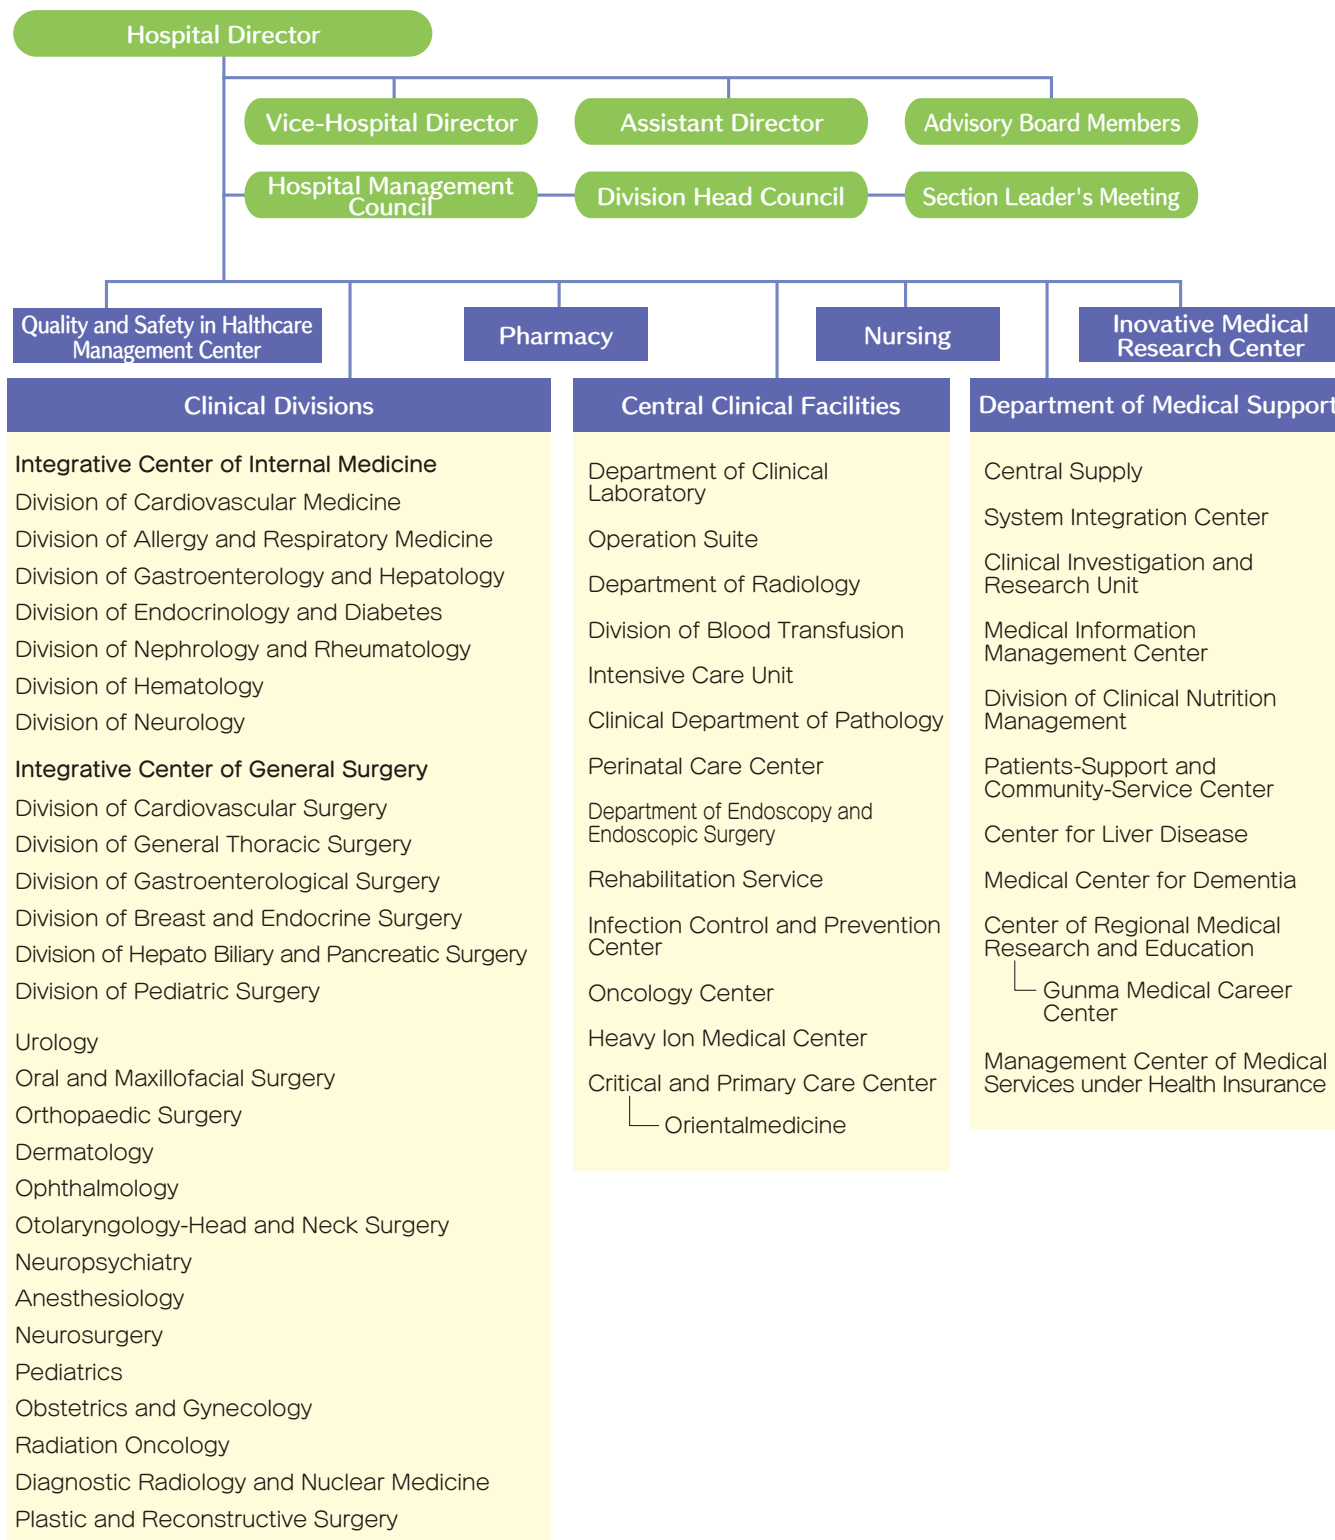 Hospital Director
Vice-Hospital Director
Assistant Director
Advisory Board Members
Hospital Management
Council
Division Head Council
Section Leader's Meeting
Quality and Safety in Halthcare
Management Center
Pharmacy
Nursing
Inovative Medical
Research Center
Clinical Divisions
Integrative Center of Internal Medicine
Division of Cardiovascular Medicine
Division of Allergy and Respiratory Medicine
Division of Gastroenterology and Hepatology
Division of Endocrinology and Diabetes
Division of Nephrology and Rheumatology
Division of Hematology
Division of Neurology
Integrative Center of General Surgery
Division of Cardiovascular Surgery
Division of General Thoracic Surgery
Division of Gastroenterological Surgery
Division of Breast and Endocrine Surgery
Division of Hepato Biliary and Pancreatic Surgery
Division of Pediatric Surgery
Urology
Oral and Maxillofacial Surgery
Orthopaedic Surgery
Dermatology
Ophthalmology
Otolaryngology-Head and Neck Surgery
Neuropsychiatry
Anesthesiology
Neurosurgery
Pediatrics
Obstetrics and Gynecology
Radiation Oncology
Diagnostic Radiology and Nuclear Medicine
Plastic and Reconstructive Surgery
Central Clinical Facilities
Department of Clinical
Laboratory
Operation Suite
Department of Radiology
Division of Blood Transfusion
Intensive Care Unit
Clinical Department of Pathology
Perinatal Care Center
Department of Endoscopy and
Endoscopic Surgery
Rehabilitation Service
Infection Control and Prevention
Center
Oncology Center
Heavy Ion Medical Center
Critical and Primary Care Center
Orientalmedicine
Department of Medical Support
Central Supply
System Integration Center
Clinical Investigation and
Research Unit
Medical Information
Management Center
Division of Clinical Nutrition
Management
Patients-Support and
Community-Service Center
Center for Liver Disease
Medical Center for Dementia
Center of Regional Medical
Research and Education
Gunma Medical Career
Center
Management Center of Medical
Services under Health Insurance